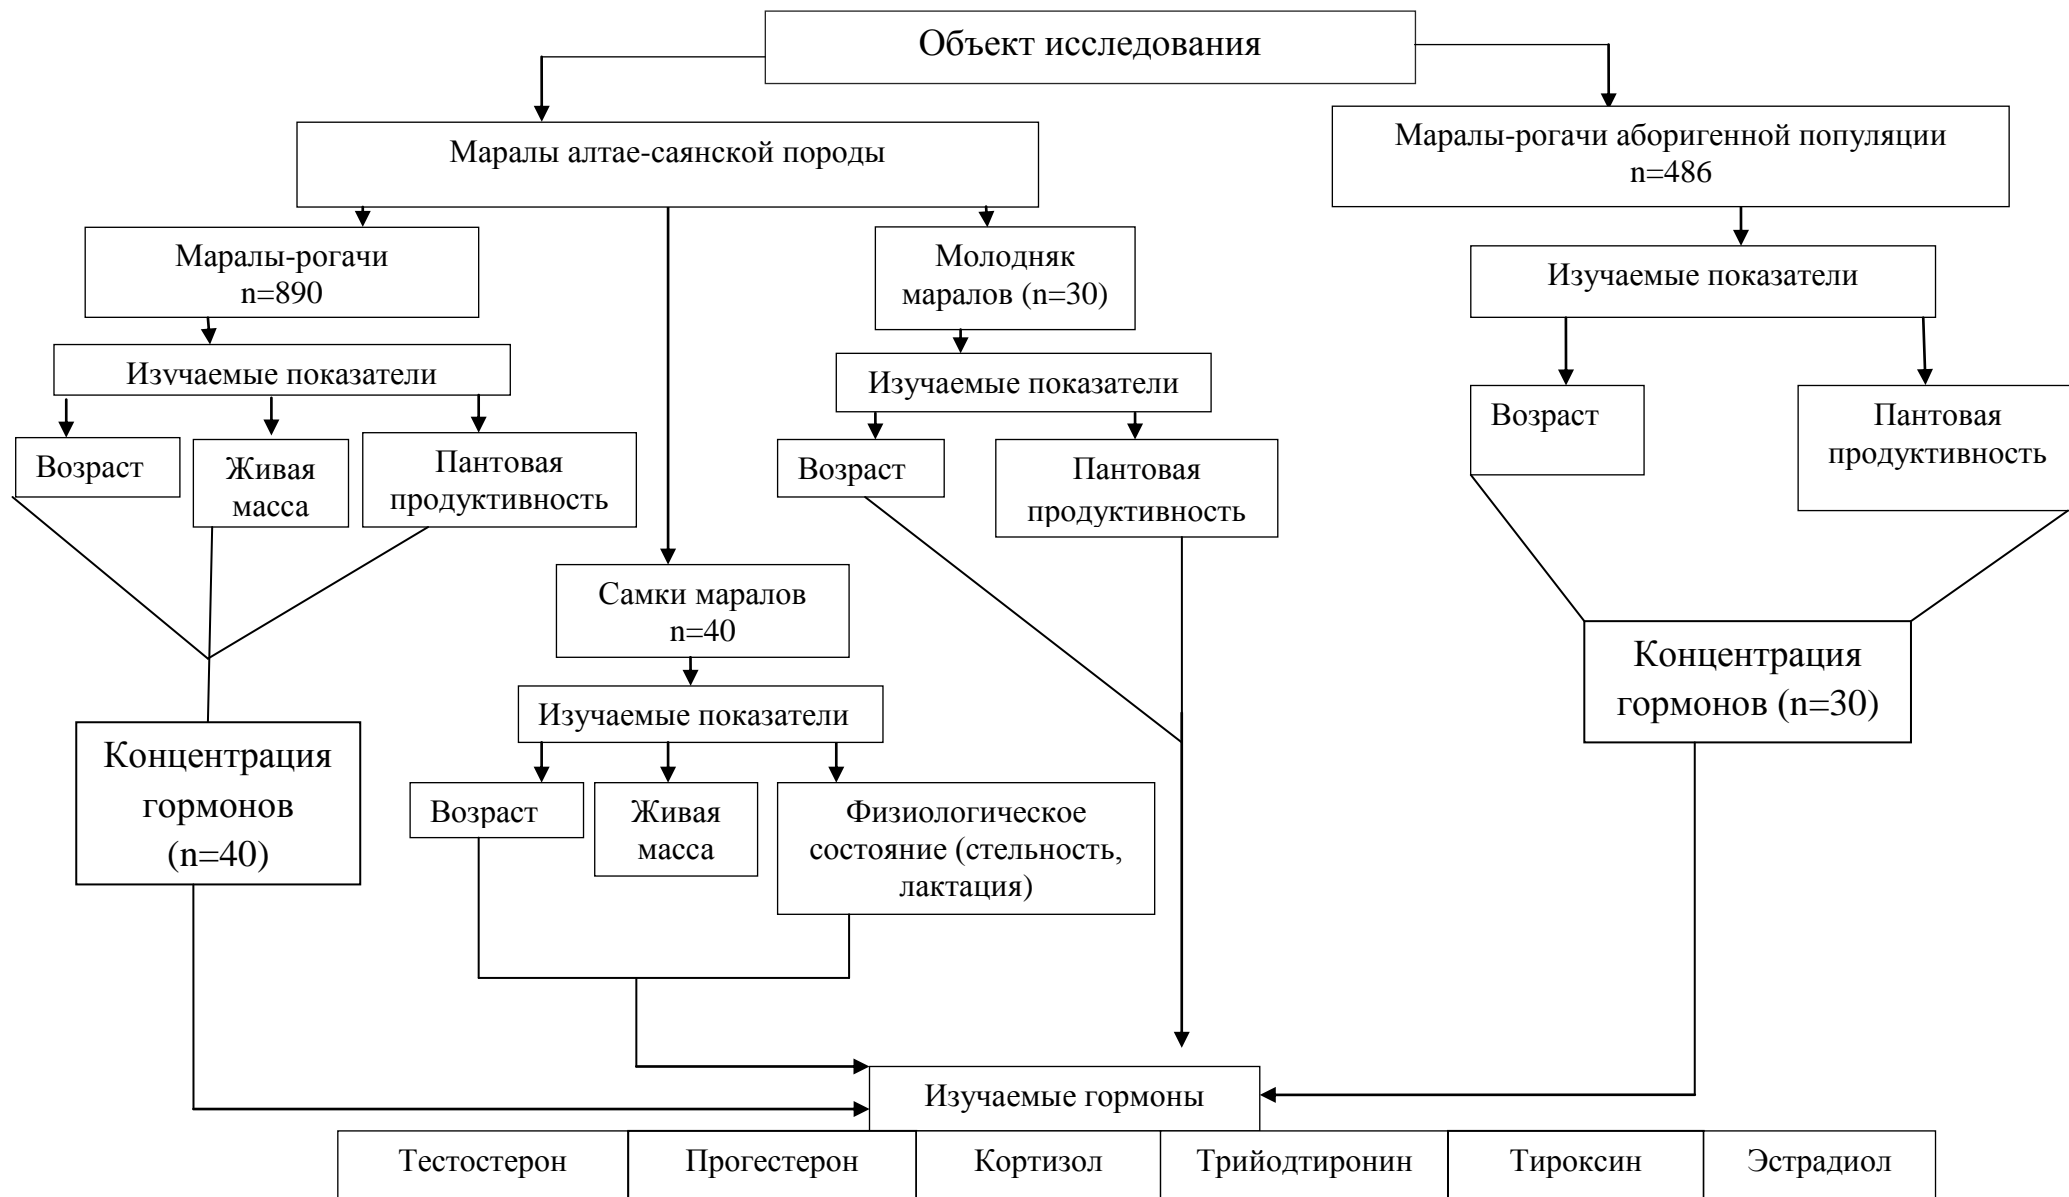 Объект исследования
Маралы алтае-саянской породы
Маралы-рогачи аборигенной популяции
n=486
Маралы-рогачи
n=890
Молодняк
маралов (n=30)
Изучаемые показатели
Изучаемые показатели
Изучаемые показатели
Возраст
Живая
масса
Пантовая
продуктивность
Возраст
Пантовая
продуктивность
Возраст
Пантовая
продуктивность
Самки маралов
n=40
Изучаемые показатели
Концентрация
гормонов
(n=40)
Возраст
Живая
масса
Физиологическое
состояние (стельность,
лактация)
Концентрация
гормонов (n=30)
Изучаемые гормоны
Тестостерон
Прогестерон
Кортизол
Трийодтиронин
Тироксин
Эстрадиол